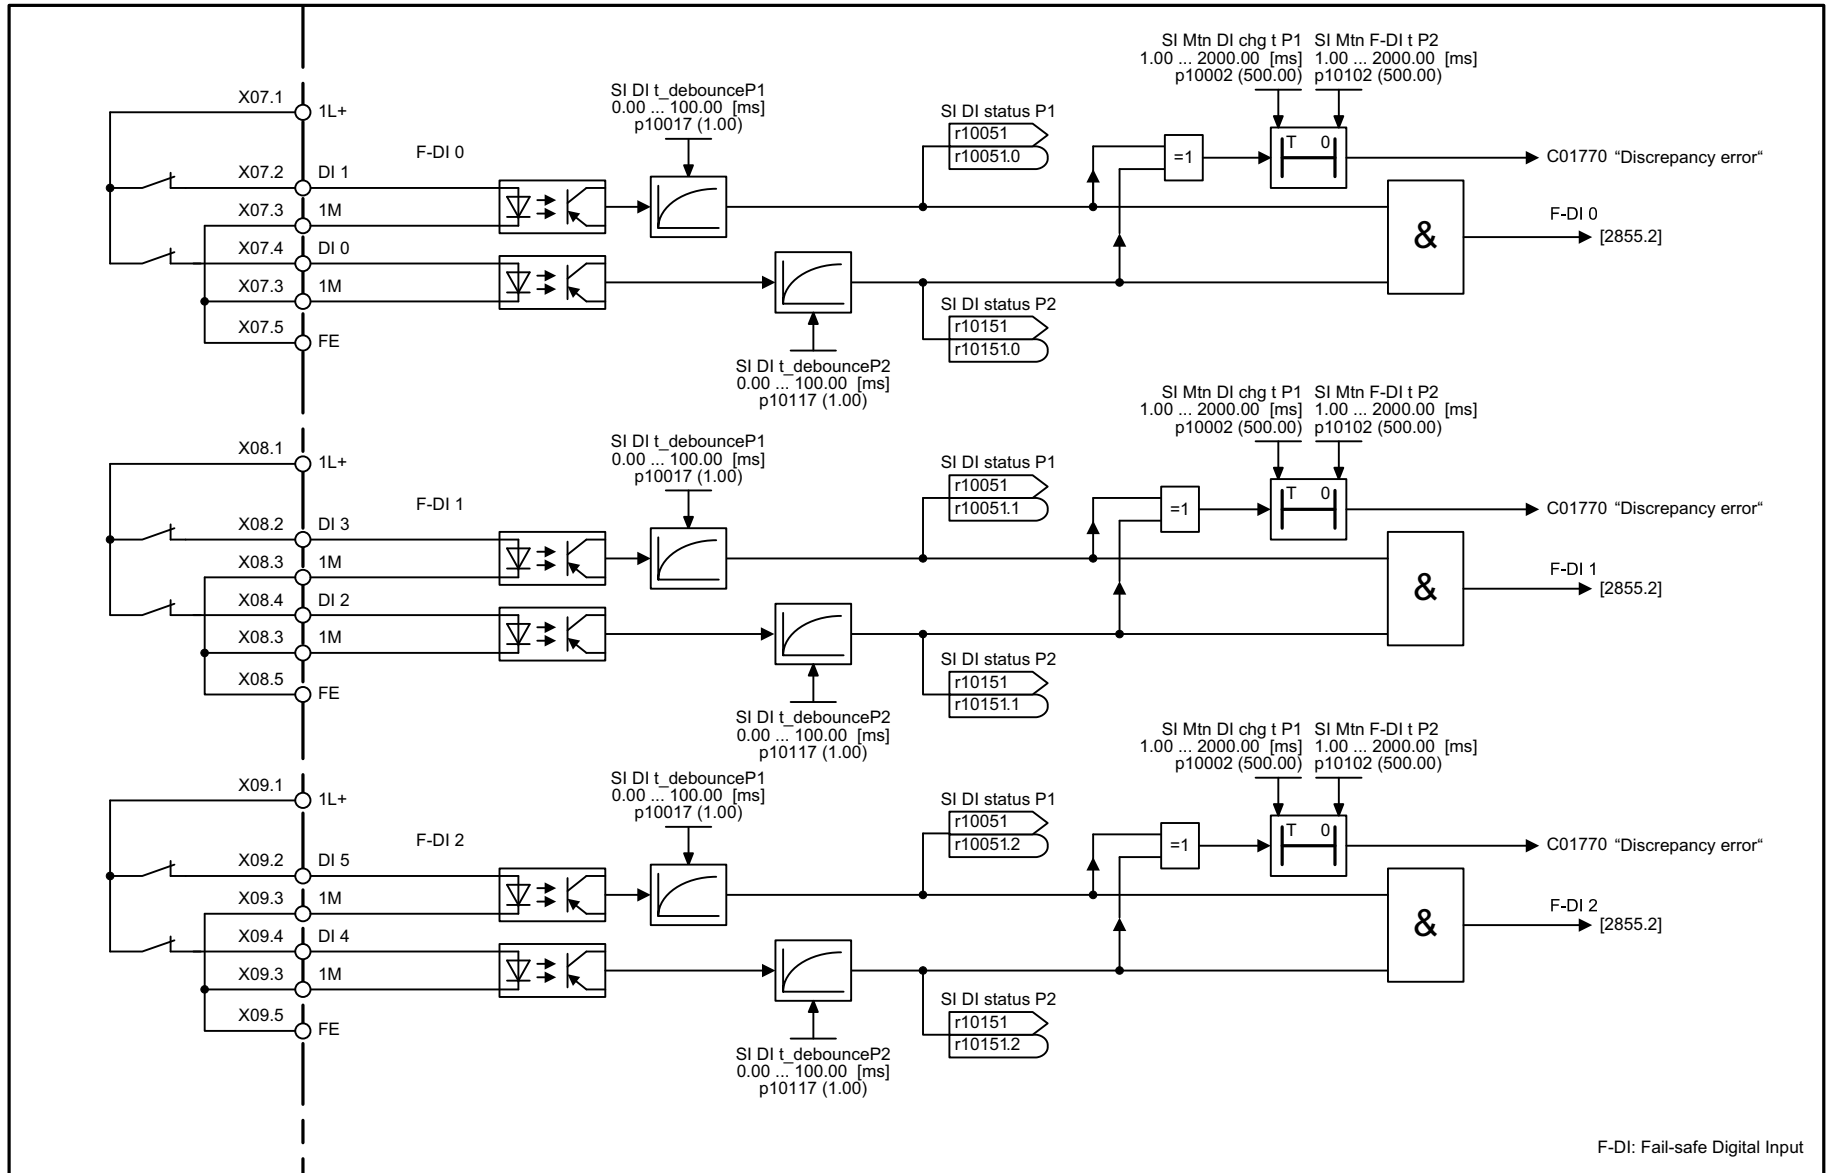 SI Mtn DI chg t P1
1.00 ... 2000.00 [ms]
p10002 (500.00)
SI Mtn F-DI t P2
1.00 ... 2000.00 [ms]
p10102 (500.00)
SI DI t_debounceP1
0.00 ... 100.00 [ms]
p10017 (1.00)
SI DI status P1
r10051
r10051.0
X07.1
1L+
F-DI 0
X07.2
DI 1
X07.3
1M
X07.4
DI 0
X07.3
1M
X07.5
FE
=1
T 0
C01770 “Discrepancy error“
&
F-DI 0
[2855.2]
SI DI status P2
r10151
r10151.0
SI DI t_debounceP2
0.00 ... 100.00 [ms]
p10117 (1.00)
SI Mtn DI chg t P1
1.00 ... 2000.00 [ms]
p10002 (500.00)
SI Mtn F-DI t P2
1.00 ... 2000.00 [ms]
p10102 (500.00)
SI DI t_debounceP1
0.00 ... 100.00 [ms]
p10017 (1.00)
SI DI status P1
r10051
r10051.1
X08.1
1L+
F-DI 1
X08.2
DI 3
X08.3
1M
X08.4
DI 2
X08.3
1M
X08.5
FE
=1
T 0
C01770 “Discrepancy error“
&
F-DI 1
[2855.2]
SI DI status P2
r10151
r10151.1
SI DI t_debounceP2
0.00 ... 100.00 [ms]
p10117 (1.00)
SI Mtn DI chg t P1
1.00 ... 2000.00 [ms]
p10002 (500.00)
SI Mtn F-DI t P2
1.00 ... 2000.00 [ms]
p10102 (500.00)
SI DI t_debounceP1
0.00 ... 100.00 [ms]
p10017 (1.00)
SI DI status P1
r10051
r10051.2
X09.1
1L+
F-DI 2
X09.2
DI 5
X09.3
1M
X09.4
DI 4
X09.3
1M
X09.5
FE
=1
T 0
C01770 “Discrepancy error“
&
F-DI 2
[2855.2]
SI DI status P2
r10151
r10151.2
SI DI t_debounceP2
0.00 ... 100.00 [ms]
p10117 (1.00)
F-DI: Fail-safe Digital Input